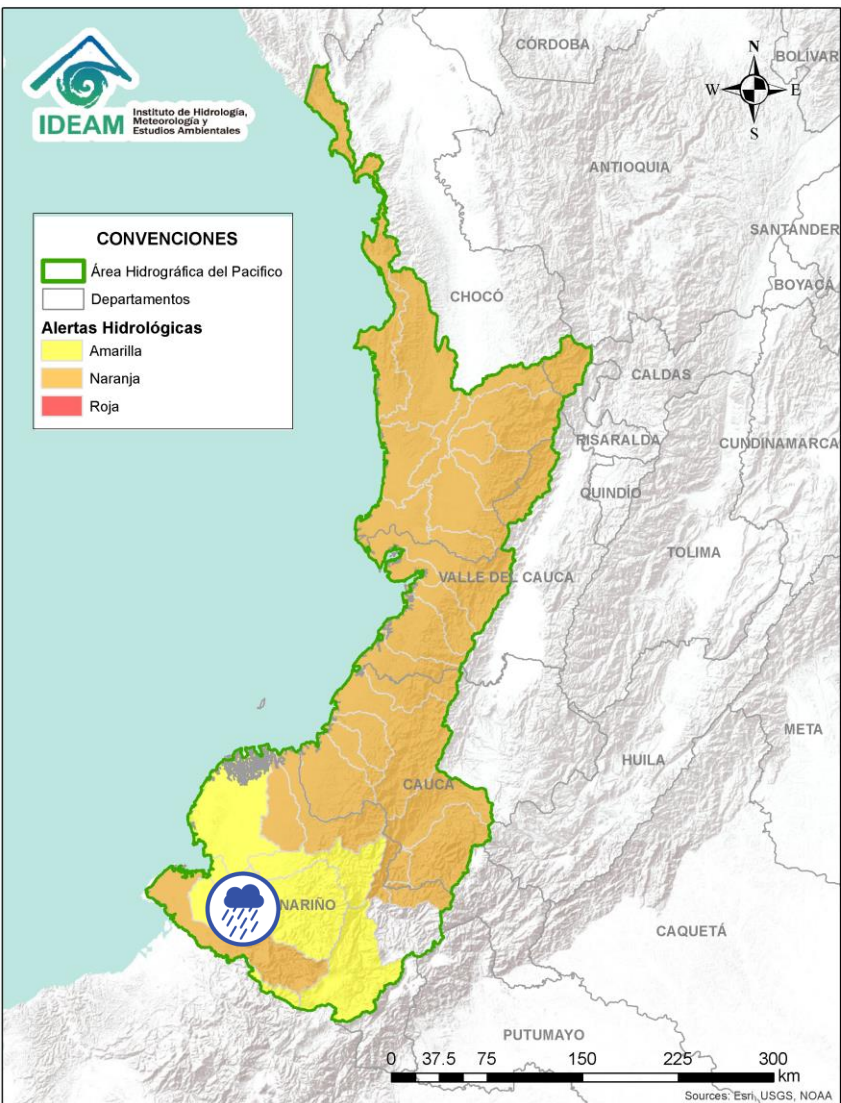 IDEAM
Instituto de Hidrología,
Meteorología y
Estudios Ambientales
N
W
E
S
CÓRDOBA
BOLÍVAR
ANTIOQUIA
SANTANDER
BOYACÁ
CONVENCIONES
Área Hidrográfica del Pacifico
Departamentos
Alertas Hidrológicas
Amarilla
Naranja
Roja
CHOCÓ
CALDAS
RISARALDA
CUNDINAMARCA
QUINDÍO
TOLIMA
VALLE DEL CAUCA
META
HUILA
CAUCA
NARIÑO
CAQUETÁ
PUTUMAYO
0 37.5 75 150 225 300
km
Sources: Esri, USGS, NOAA